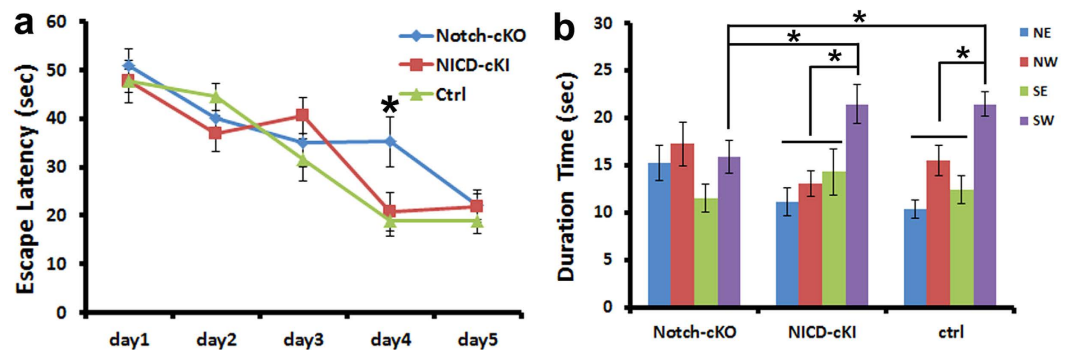 a
Escape Latency (sec)
60
50
40
30
20
10
0
day1 day2 day3 day4 day5
Notch-cKO
NICD-cKI
Ctrl
*
b
Duration Time (sec)
30
25
20
15
10
5
0
Notch-cKO NICD-cKI ctrl
*
*
* *
NE
NW
SE
SW